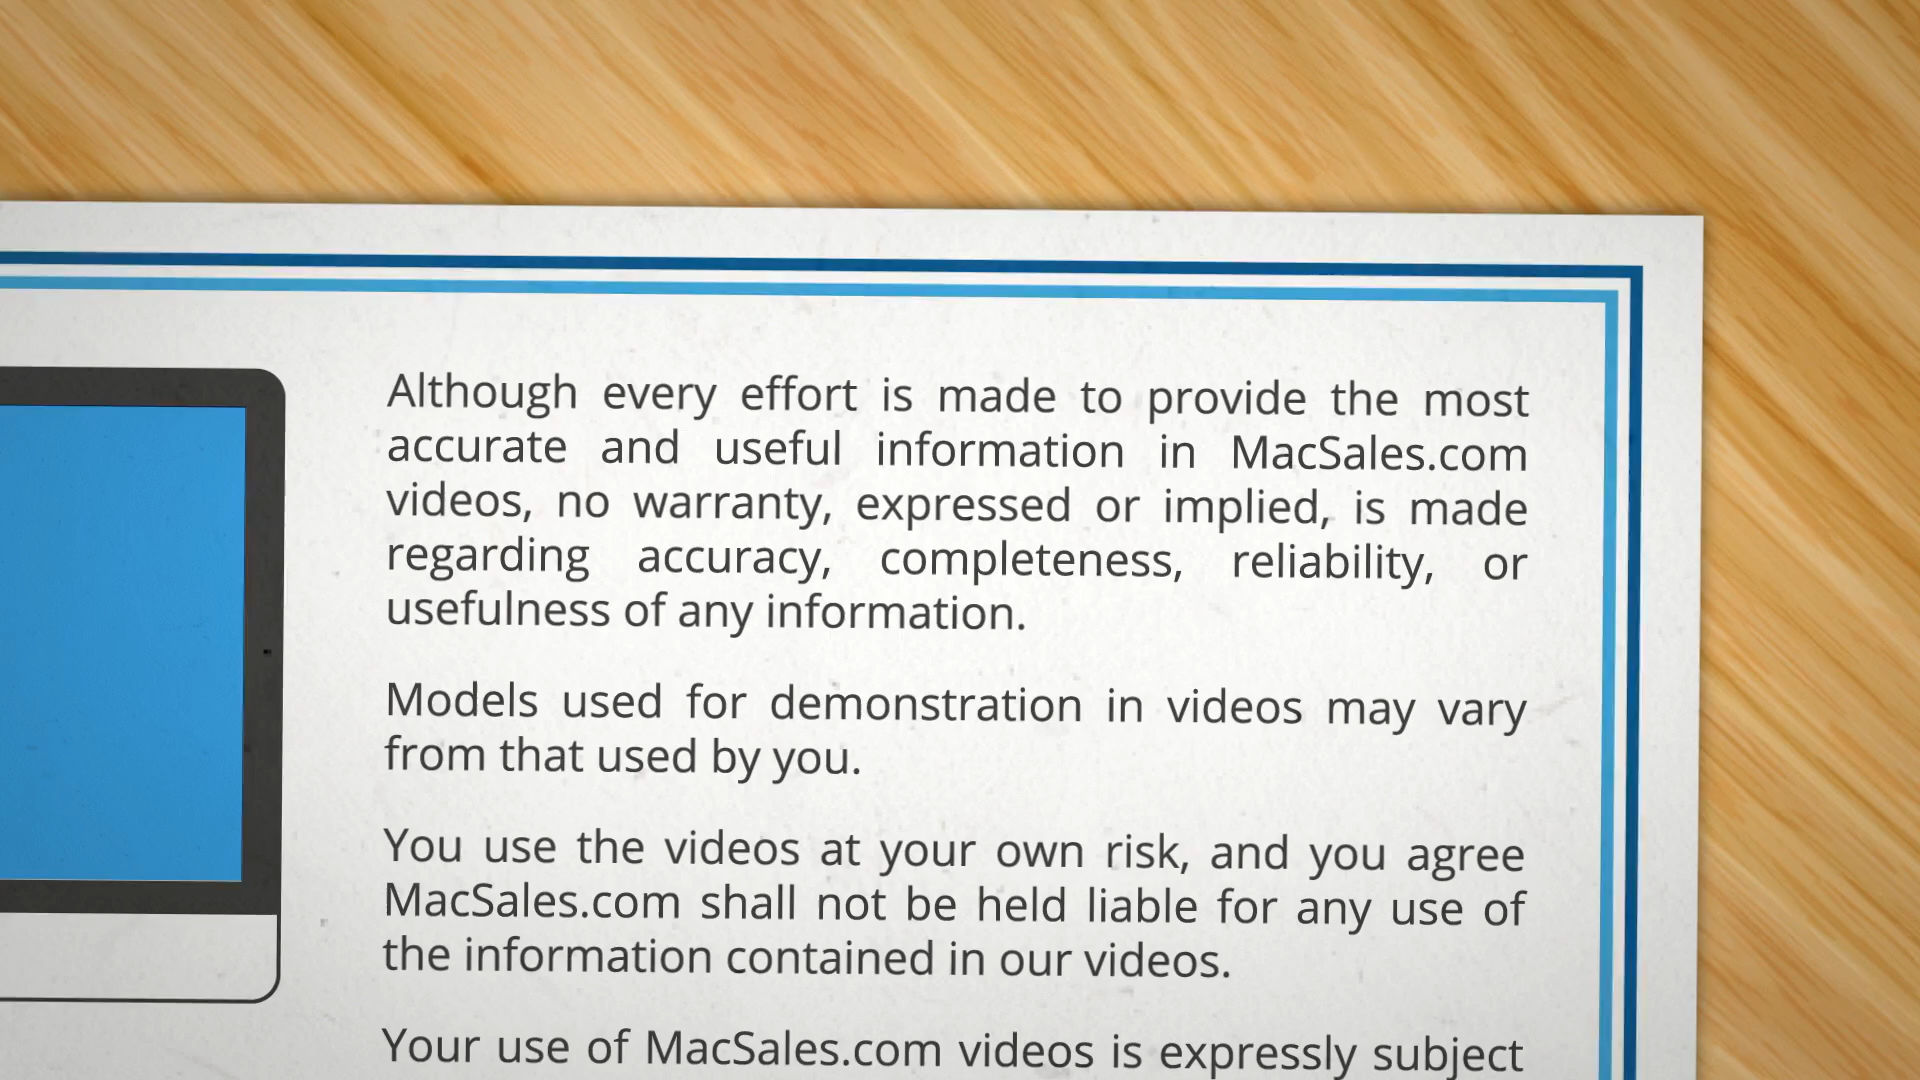 Although every effort is made to provide the most
accurate and useful information in MacSales.com
videos, no warranty, expressed or implied, is made
regarding accuracy, completeness, reliability, or
usefulness of any information.
Models used for demonstration in videos may vary
from that used by you.
You use the videos at your own risk, and you agree
MacSales.com shall not be held liable for any use of
the information contained in our videos.
Your use of MacSales.com videos is expressly subject